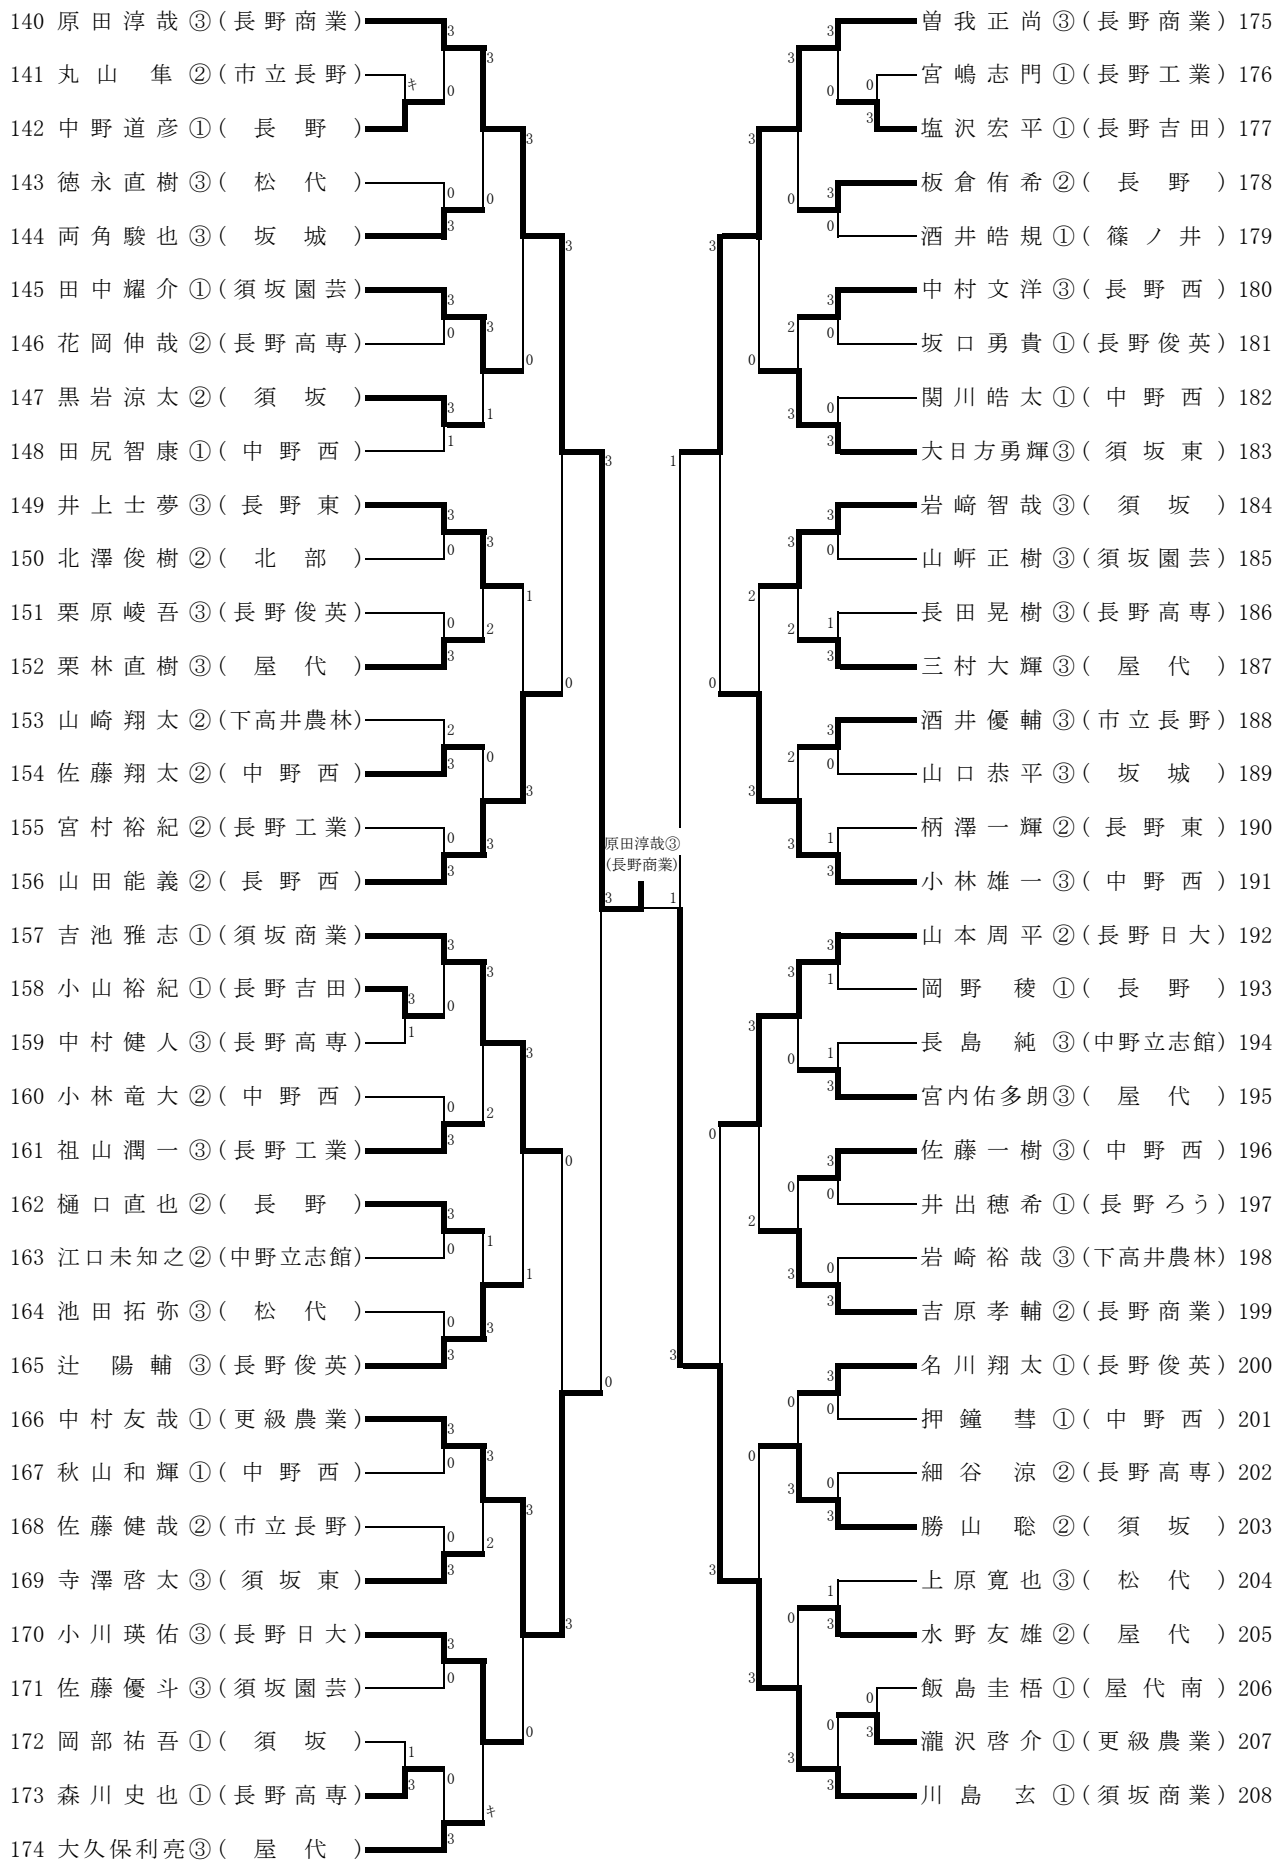 140 原田淳哉③(長野商業)
141 丸山 隼②(市立長野)
142 中野道彦①(長野)
143 徳永直樹③(松代)
144 両角駿也③(坂城)
145 田中耀介①(須坂園芸)
146 花岡伸哉②(長野高専)
147 黒岩涼太②(須坂)
148 田尻智康①(中野西)
149 井上士夢③(長野東)
150 北澤俊樹②(北部)
151 栗原崚吾③(長野俊英)
152 栗林直樹③(屋代)
153 山崎翔太②(下高井農林)
154 佐藤翔太②(中野西)
155 宮村裕紀②(長野工業)
156 山田能義②(長野西)
157 吉池雅志①(須坂商業)
158 小山裕紀①(長野吉田)
159 中村健人③(長野高専)
160 小林竜大②(中野西)
161 祖山潤一③(長野工業)
162 樋口直也②(長野)
163 江口未知之②(中野立志館)
164 池田拓弥③(松代)
165 辻 陽輔③(長野俊英)
166 中村友哉①(更級農業)
167 秋山和輝①(中野西)
168 佐藤健哉②(市立長野)
169 寺澤啓太③(須坂東)
170 小川瑛佑③(長野日大)
171 佐藤優斗③(須坂園芸)
172 岡部祐吾①(須坂)
173 森川史也①(長野高専)
174 大久保利亮③(屋代)
原田淳哉③
(長野商業)
曽我正尚③(長野商業) 175
宮嶋志門①(長野工業) 176
塩沢宏平①(長野吉田) 177
板倉侑希②(長野) 178
酒井皓規①(篠ノ井) 179
中村文洋③(長野西) 180
坂口勇貴①(長野俊英) 181
関川皓太①(中野西) 182
大日方勇輝③(須坂東) 183
岩﨑智哉③(須坂) 184
山㟁正樹③(須坂園芸) 185
長田晃樹③(長野高専) 186
三村大輝③(屋代) 187
酒井優輔③(市立長野) 188
山口恭平③(坂城) 189
柄澤一輝②(長野東) 190
小林雄一③(中野西) 191
山本周平②(長野日大) 192
岡野 稜①(長野) 193
長島 純③(中野立志館) 194
宮内佑多朗③(屋代) 195
佐藤一樹③(中野西) 196
井出穂希①(長野ろう) 197
岩崎裕哉③(下高井農林) 198
吉原孝輔②(長野商業) 199
名川翔太①(長野俊英) 200
押鐘 彗①(中野西) 201
細谷 涼②(長野高専) 202
勝山 聡②(須坂) 203
上原寛也③(松代) 204
水野友雄②(屋代) 205
飯島圭梧①(屋代南) 206
瀧沢啓介①(更級農業) 207
川島 玄①(須坂商業) 208